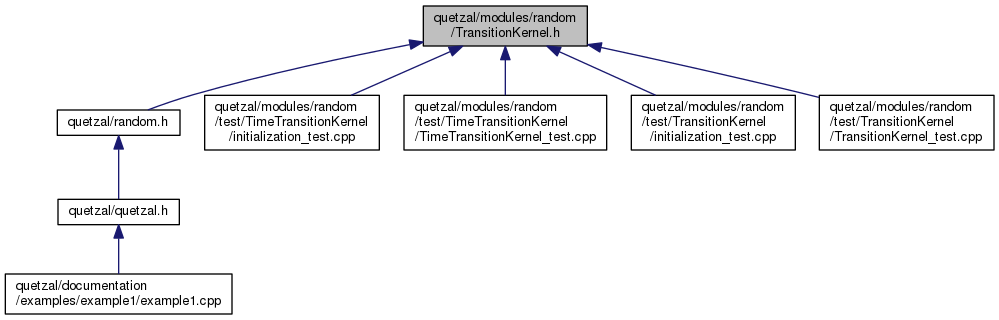 quetzal/modules/random
/TransitionKernel.h
quetzal/random.h
quetzal/modules/random
/test/TimeTransitionKernel
/initialization_test.cpp
quetzal/modules/random
/test/TimeTransitionKernel
/TimeTransitionKernel_test.cpp
quetzal/modules/random
/test/TransitionKernel
/initialization_test.cpp
quetzal/modules/random
/test/TransitionKernel
/TransitionKernel_test.cpp
quetzal/quetzal.h
quetzal/documentation
/examples/example1/example1.cpp